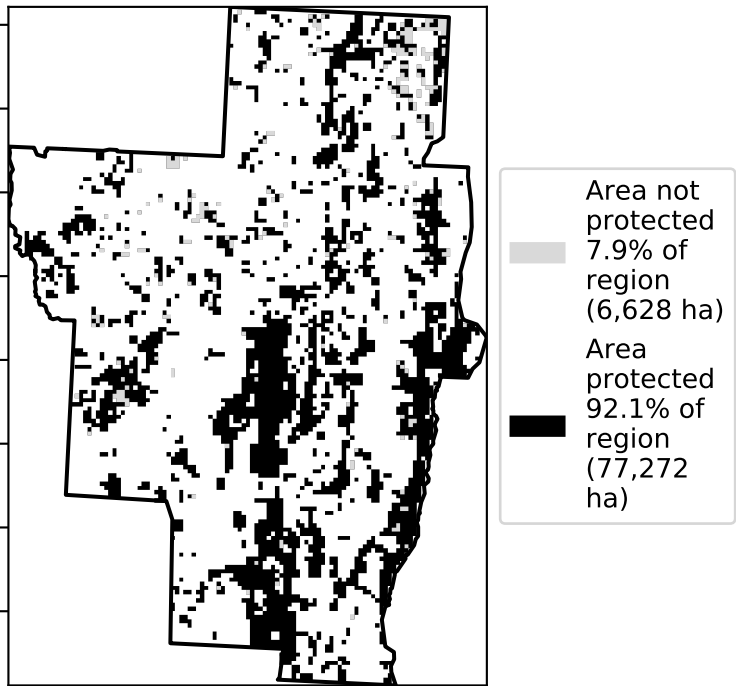 Area not
protected
7.9% of
region
(6,628 ha)
Area
protected
92.1% of
region
(77,272
ha)